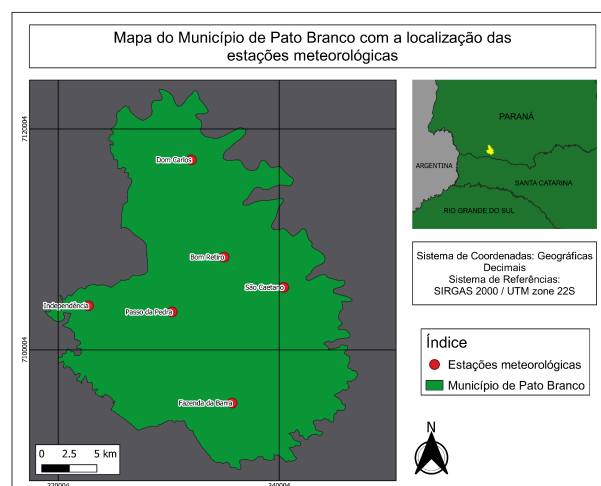 Mapa do Município de Pato Branco com a localização das
estações meteorológicas
7120004
7100004
Dom Carlos
Bom Retiro
São Caetano
Independência
Passo da Pedra
Fazenda da Barra
0 2.5 5 km
320004
340004
PARANÁ
ARGENTINA
SANTA CATARINA
RIO GRANDE DO SUL
Sistema de Coordenadas: Geográficas
Decimais
Sistema de Referências:
SIRGAS 2000 / UTM zone 22S
Índice
Estações meteorológicas
Município de Pato Branco
N